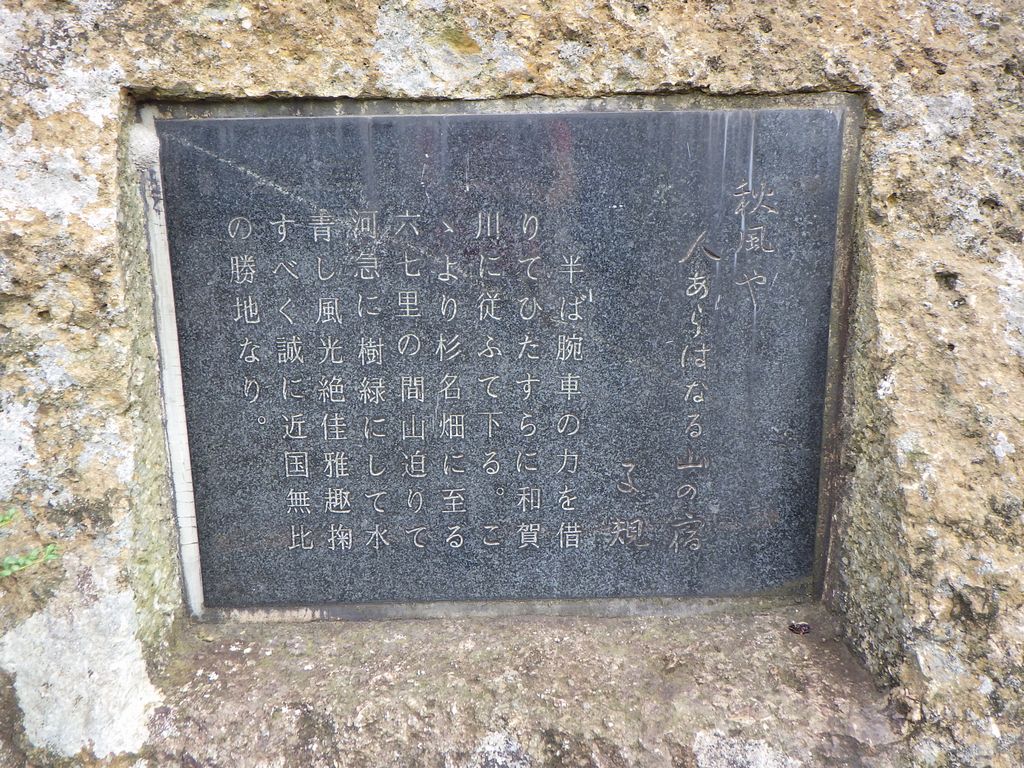 秋風や
人あらはなる山の宿
子規
半ば腕車の力を借
りてひたすらに和賀
川に従ふて下る。こ
ゝより杉名畑に至る
六七里の間山迫りて
河急に樹緑にして水
青し風光絶佳雅趣掬
すべく誠に近国無比
の勝地なり。